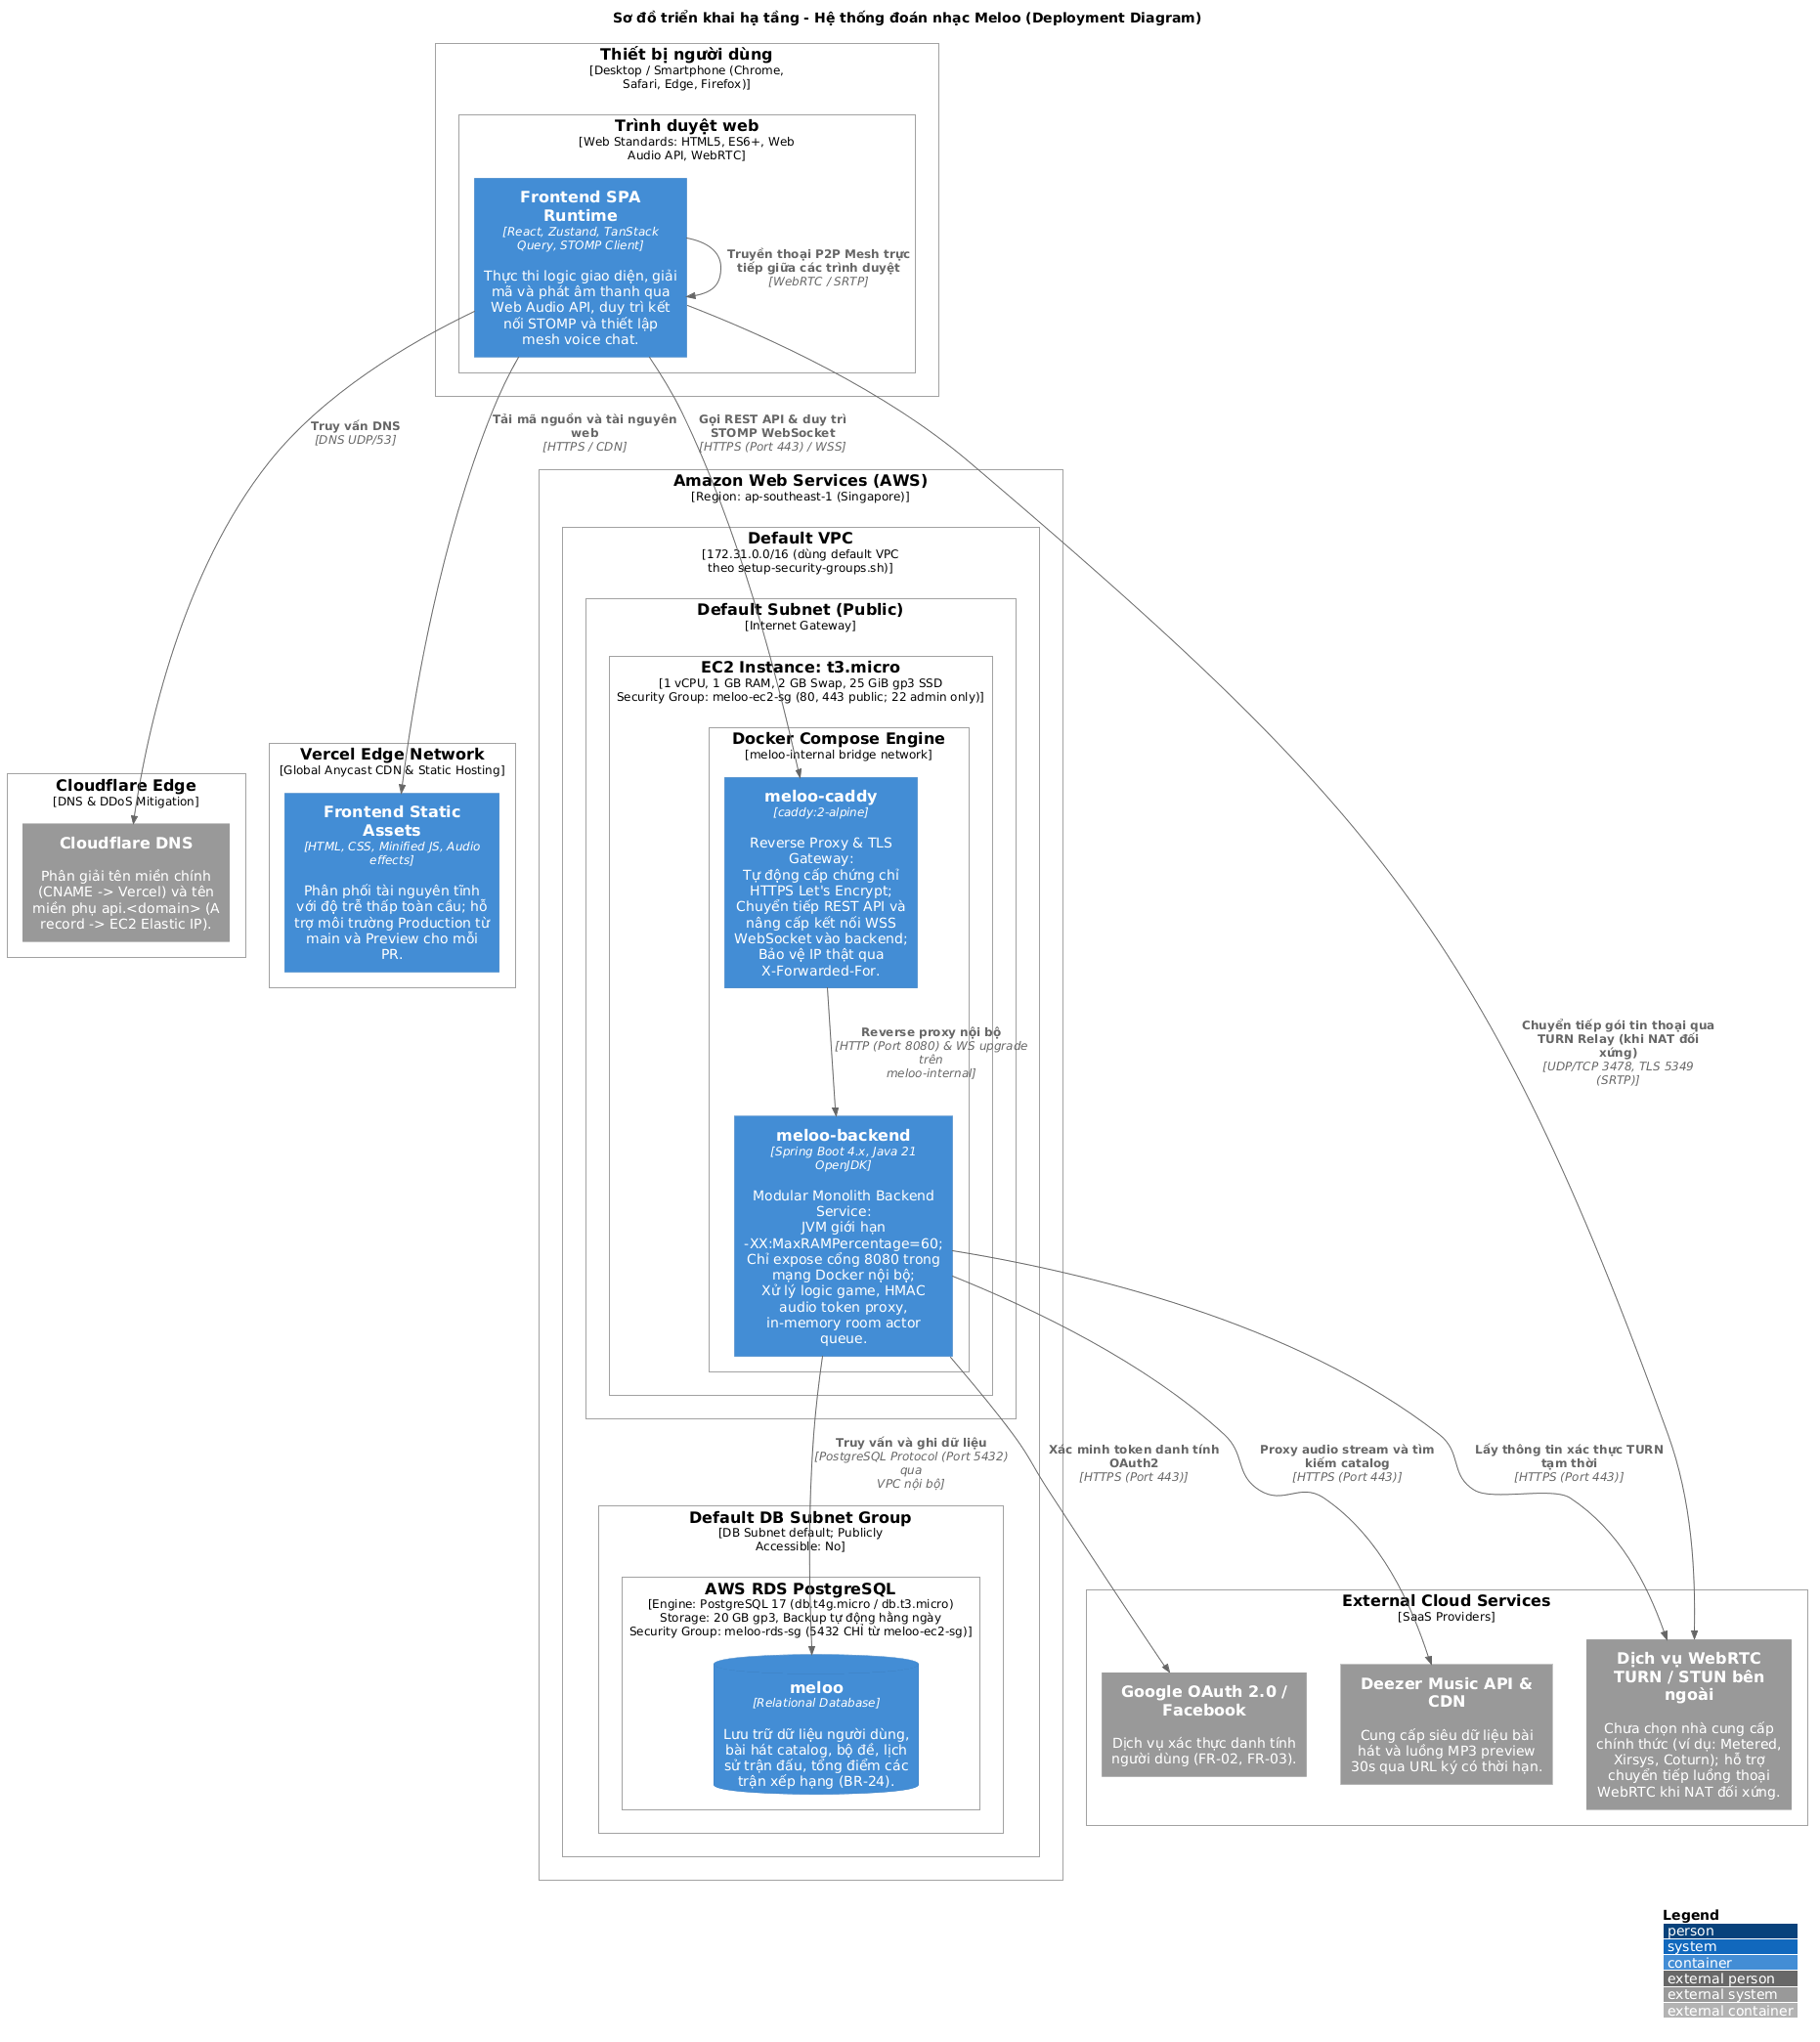 Sơ đồ triển khai hạ tầng - Hệ thống đoán nhạc Meloo (Deployment Diagram)
Thiết bị người dùng
[Desktop / Smartphone (Chrome,
Safari, Edge, Firefox)]
Trình duyệt web
[Web Standards: HTML5, ES6+, Web
Audio API, WebRTC]
Frontend SPA
Runtime
[React, Zustand, TanStack
Query, STOMP Client]
Thực thi logic giao diện, giải
mã và phát âm thanh qua
Web Audio API, duy trì kết
nối STOMP và thiết lập
mesh voice chat.
Truyền thoại P2P Mesh trực
tiếp giữa các trình duyệt
[WebRTC / SRTP]
Truy vấn DNS
[DNS UDP/53]
Tải mã nguồn và tài nguyên
web
[HTTPS / CDN]
Gọi REST API & duy trì
STOMP WebSocket
[HTTPS (Port 443) / WSS]
Amazon Web Services (AWS)
[Region: ap-southeast-1 (Singapore)]
Default VPC
[172.31.0.0/16 (dùng default VPC
theo setup-security-groups.sh)]
Default Subnet (Public)
[Internet Gateway]
EC2 Instance: t3.micro
[1 vCPU, 1 GB RAM, 2 GB Swap, 25 GiB gp3 SSD
Security Group: meloo-ec2-sg (80, 443 public; 22 admin only)]
Docker Compose Engine
[meloo-internal bridge network]
meloo-caddy
[caddy:2-alpine]
Reverse Proxy & TLS
Gateway:
Tự động cấp chứng chỉ
HTTPS Let's Encrypt;
Chuyển tiếp REST API và
nâng cấp kết nối WSS
WebSocket vào backend;
Bảo vệ IP thật qua
X-Forwarded-For.
Vercel Edge Network
[Global Anycast CDN & Static Hosting]
Frontend Static
Assets
[HTML, CSS, Minified JS, Audio
effects]
Phân phối tài nguyên tĩnh
với độ trễ thấp toàn cầu; hỗ
trợ môi trường Production từ
main và Preview cho mỗi
PR.
Cloudflare Edge
[DNS & DDoS Mitigation]
Cloudflare DNS
Phân giải tên miền chính
(CNAME -> Vercel) và tên
miền phụ api.<domain> (A
record -> EC2 Elastic IP).
Reverse proxy nội bộ
[HTTP (Port 8080) & WS upgrade
trên
meloo-internal]
Chuyển tiếp gói tin thoại qua
TURN Relay (khi NAT đối
xứng)
[UDP/TCP 3478, TLS 5349
(SRTP)]
meloo-backend
[Spring Boot 4.x, Java 21
OpenJDK]
Modular Monolith Backend
Service:
JVM giới hạn
-XX:MaxRAMPercentage=60;
Chỉ expose cổng 8080 trong
mạng Docker nội bộ;
Xử lý logic game, HMAC
audio token proxy,
in-memory room actor
queue.
Truy vấn và ghi dữ liệu
[PostgreSQL Protocol (Port 5432)
qua
VPC nội bộ]
Xác minh token danh tính
OAuth2
[HTTPS (Port 443)]
Proxy audio stream và tìm
kiếm catalog
[HTTPS (Port 443)]
Lấy thông tin xác thực TURN
tạm thời
[HTTPS (Port 443)]
Default DB Subnet Group
[DB Subnet default; Publicly
Accessible: No]
AWS RDS PostgreSQL
[Engine: PostgreSQL 17 (db.t4g.micro / db.t3.micro)
Storage: 20 GB gp3, Backup tự động hằng ngày
Security Group: meloo-rds-sg (5432 CHỈ từ meloo-ec2-sg)]
meloo
[Relational Database]
Lưu trữ dữ liệu người dùng,
bài hát catalog, bộ đề, lịch
sử trận đấu, tổng điểm các
trận xếp hạng (BR-24).
External Cloud Services
[SaaS Providers]
Google OAuth 2.0 /
Facebook
Dịch vụ xác thực danh tính
người dùng (FR-02, FR-03).
Deezer Music API &
CDN
Cung cấp siêu dữ liệu bài
hát và luồng MP3 preview
30s qua URL ký có thời hạn.
Dịch vụ WebRTC
TURN / STUN bên
ngoài
Chưa chọn nhà cung cấp
chính thức (ví dụ: Metered,
Xirsys, Coturn); hỗ trợ
chuyển tiếp luồng thoại
WebRTC khi NAT đối xứng.
Legend
person
system
container
external person
external system
external container